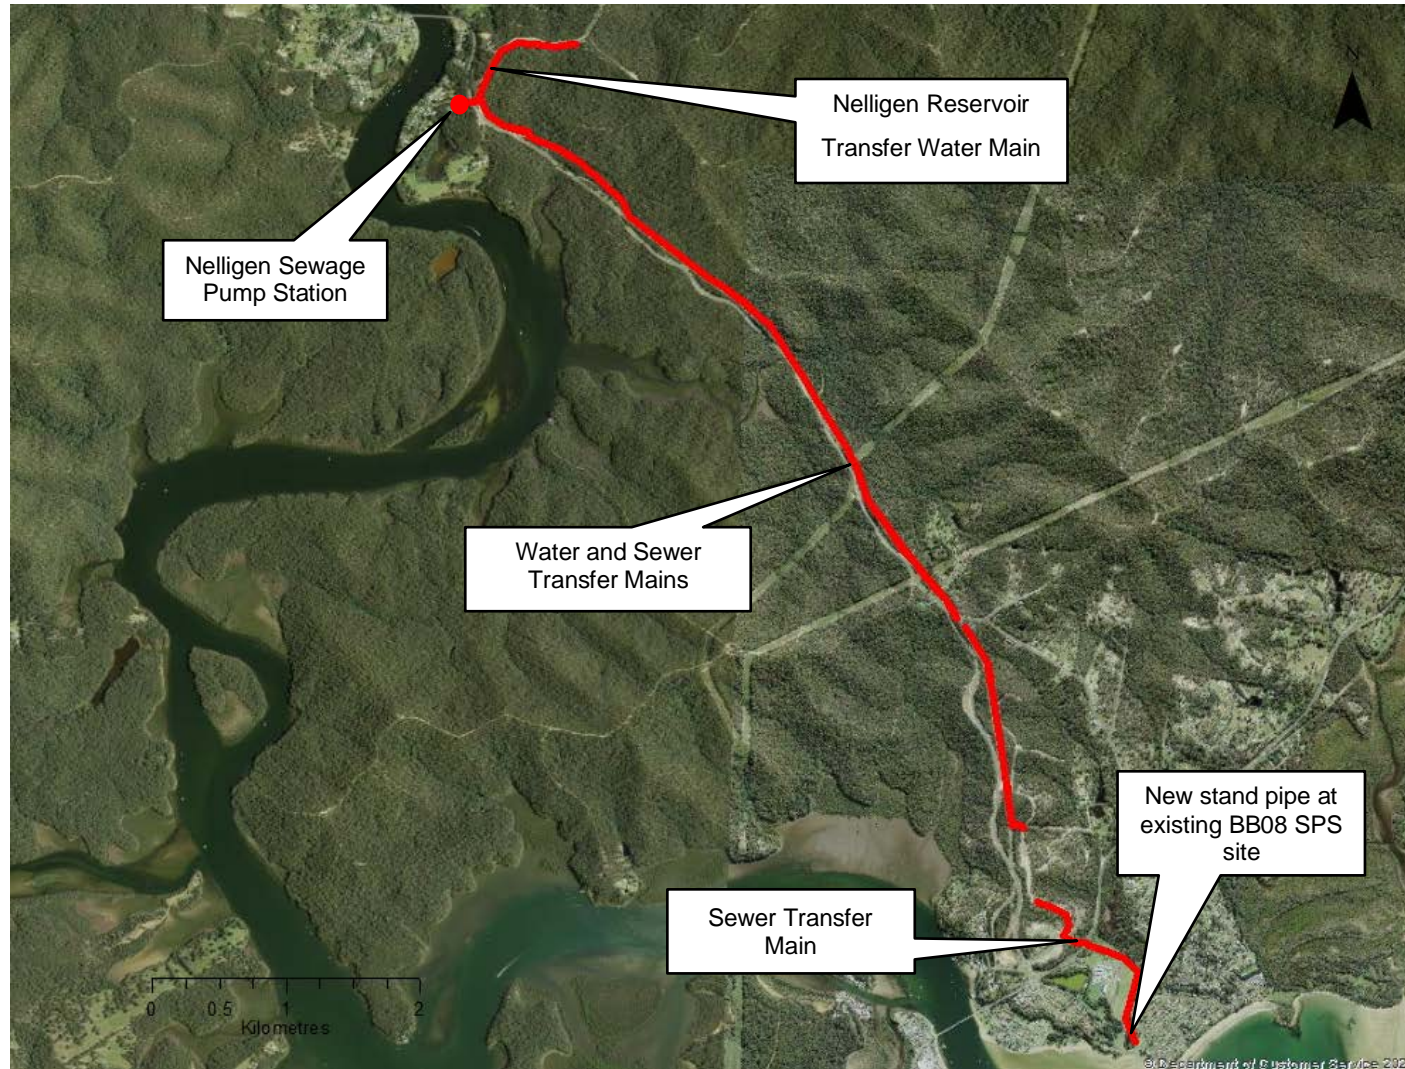 N
Nelligen Reservoir
Transfer Water Main
Nelligen Sewage
Pump Station
Water and Sewer
Transfer Mains
New stand pipe at
existing BB08 SPS
site
Sewer Transfer
Main
0 0.5 1 2
Kilometres
© Department of Customer Service 202